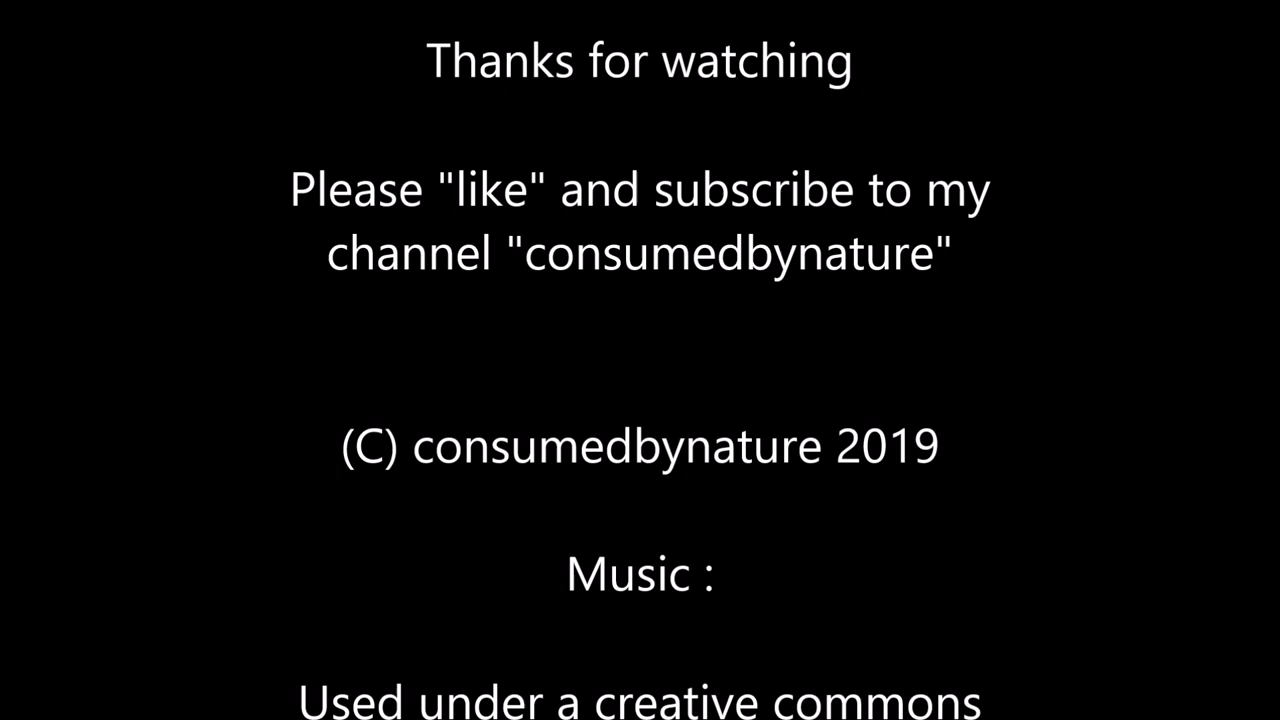 Thanks for watching
Please "like" and subscribe to my
channel "consumedbynature"
(C) consumedbynature 2019
Music :
Used under a creative commons